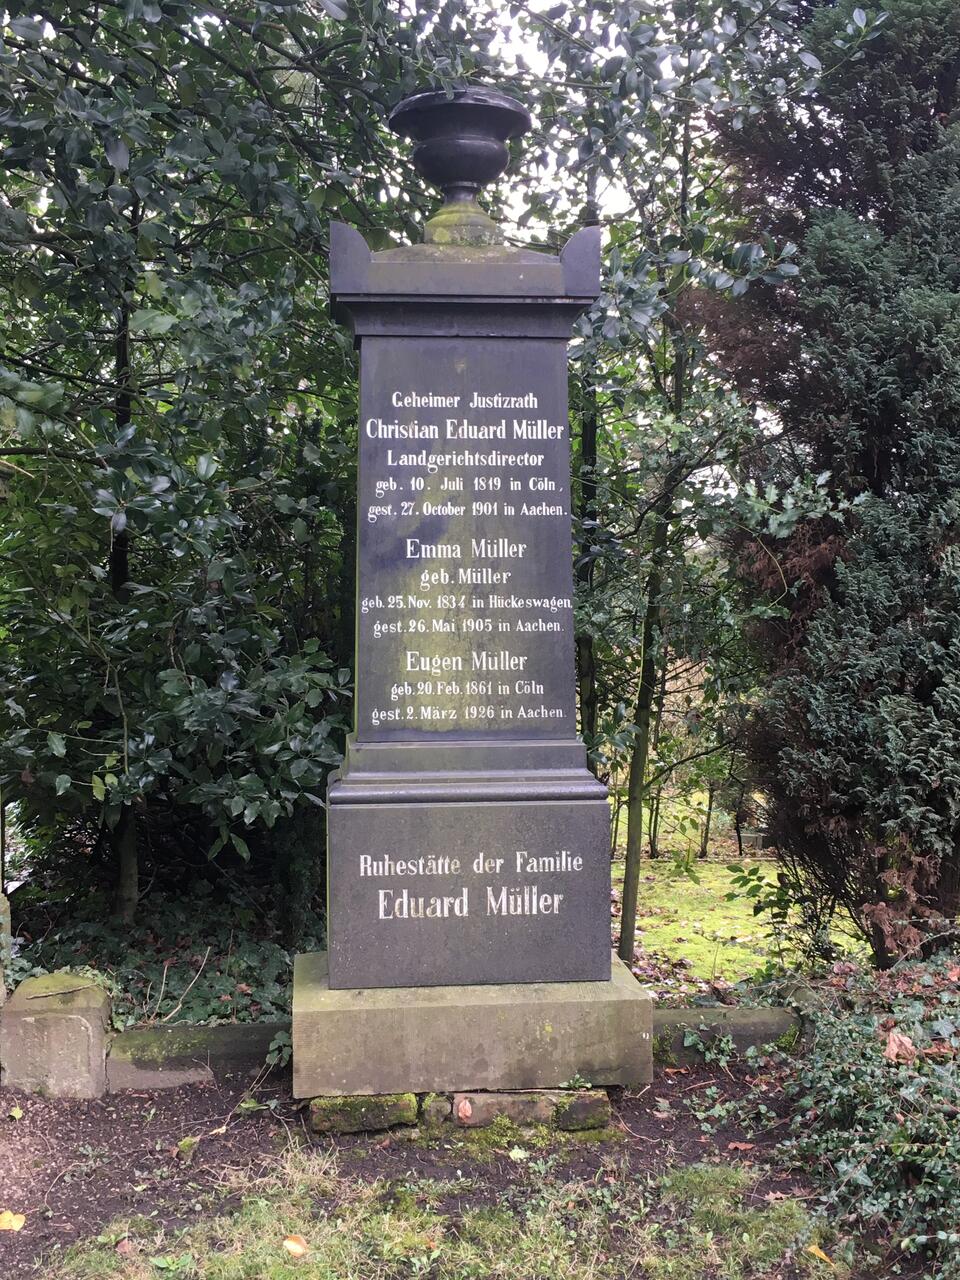 Geheimer Justizrath
Christian Eduard Müller
Landgerichtsdirector
geb. 10. Juli 1819 in Cöln,
gest. 27. October 1901 in Aachen.
Emma Müller
geb. Müller
geb. 25. Nov. 1834 in Hückeswagen,
gest. 26. Mai 1905 in Aachen.
Eugen Müller
geb. 20. Feb. 1861 in Cöln
gest. 2. März 1926 in Aachen.
Ruhestätte der Familie
Eduard Müller